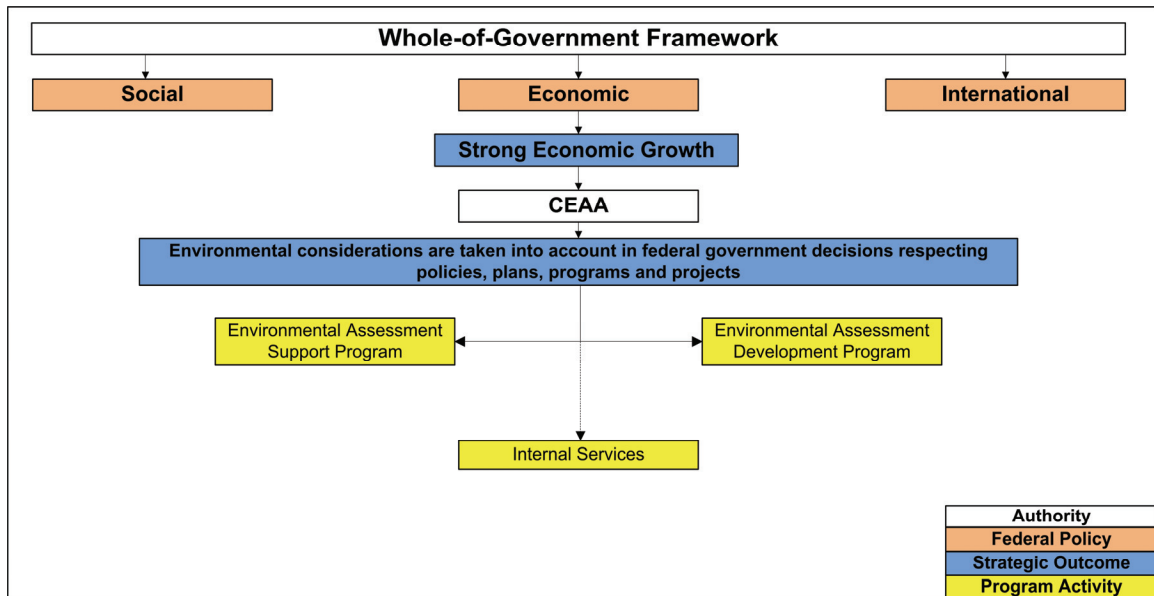 Whole-of-Government Framework
Social
Economic
International
Strong Economic Growth
CEAA
Environmental considerations are taken into account in federal government decisions respecting
policies, plans, programs and projects
Environmental Assessment
Support Program
Environmental Assessment
Development Program
Internal Services
Authority
Federal Policy
Strategic Outcome
Program Activity